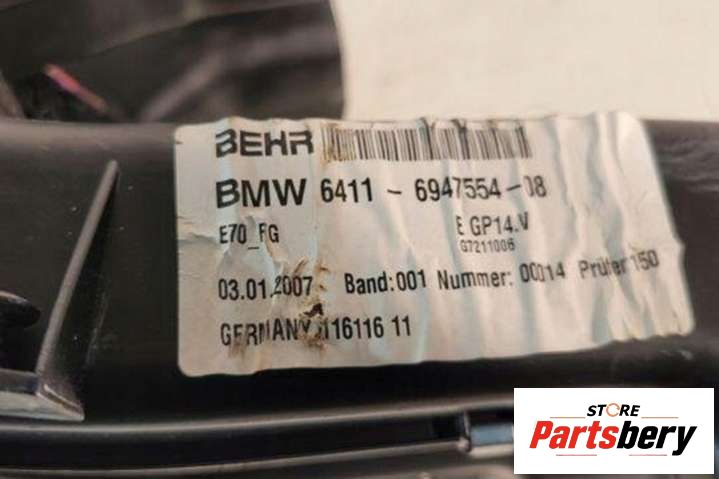 BEHR
BMW 6411 - 6947554-08
E70_FG E GP14.V
G7211006
03.01.2007 Band:001 Nummer: 00014 Prüfer 150
GERMANY 116116 11
STORE
Partsbery